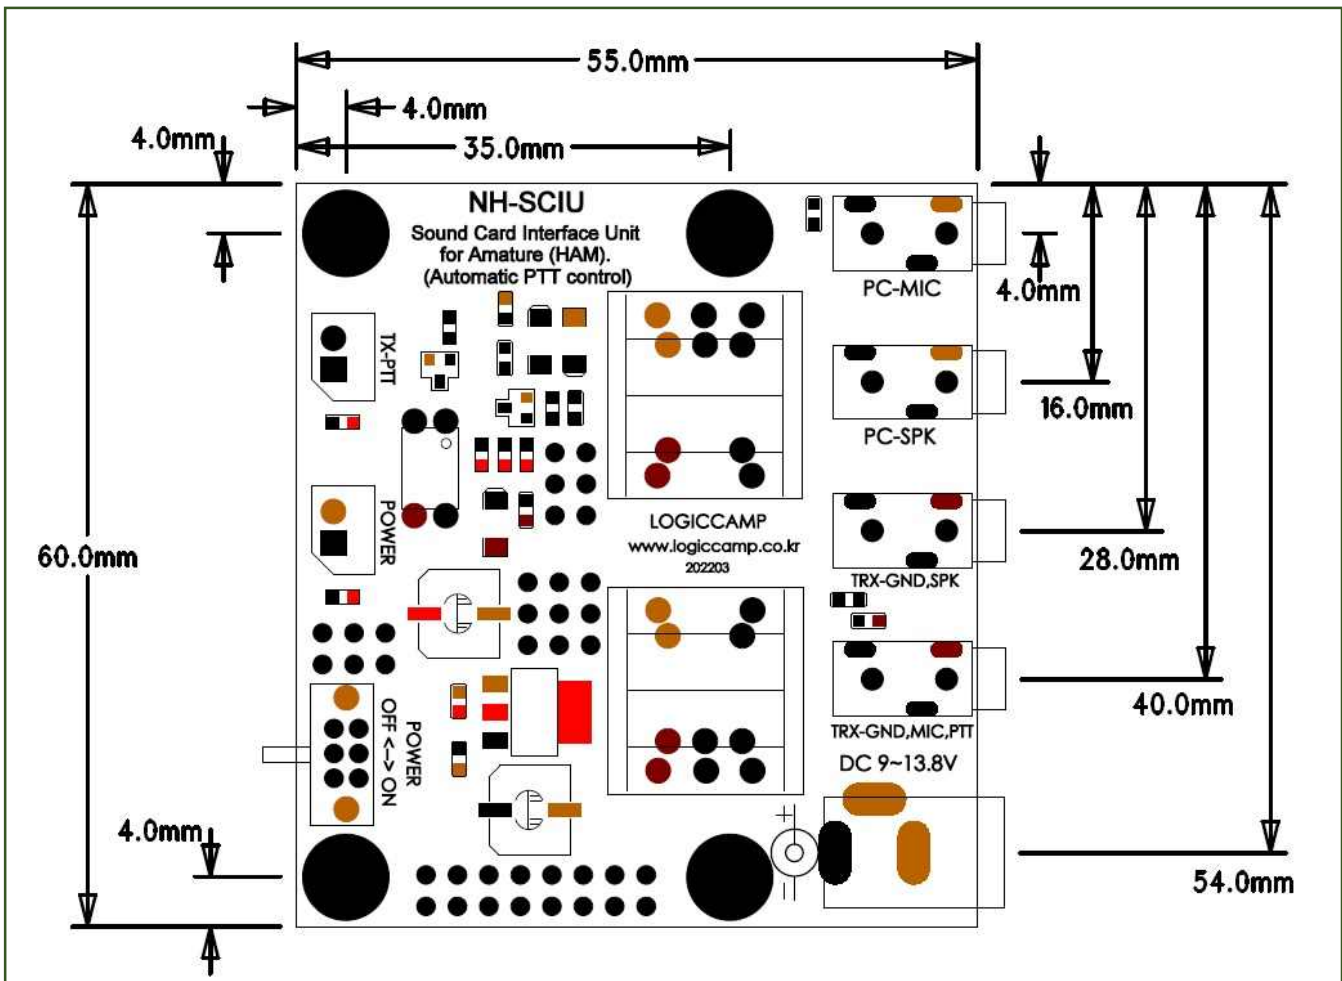 55.0mm
4.0mm
4.0mm
35.0mm
NH-SCIU
Sound Card Interface Unit
for Amature (HAM).
(Automatic PTT control)
PC-MIC
4.0mm
TX-PTT
16.0mm
PC-SPK
POWER
LOGICCAMP
www.logiccamp.co.kr
202203
60.0mm
28.0mm
TRX-GND,SPK
40.0mm
TRX-GND,MIC,PTT
POWER
OFF <--> ON
DC 9~13.8V
+
-
4.0mm
54.0mm